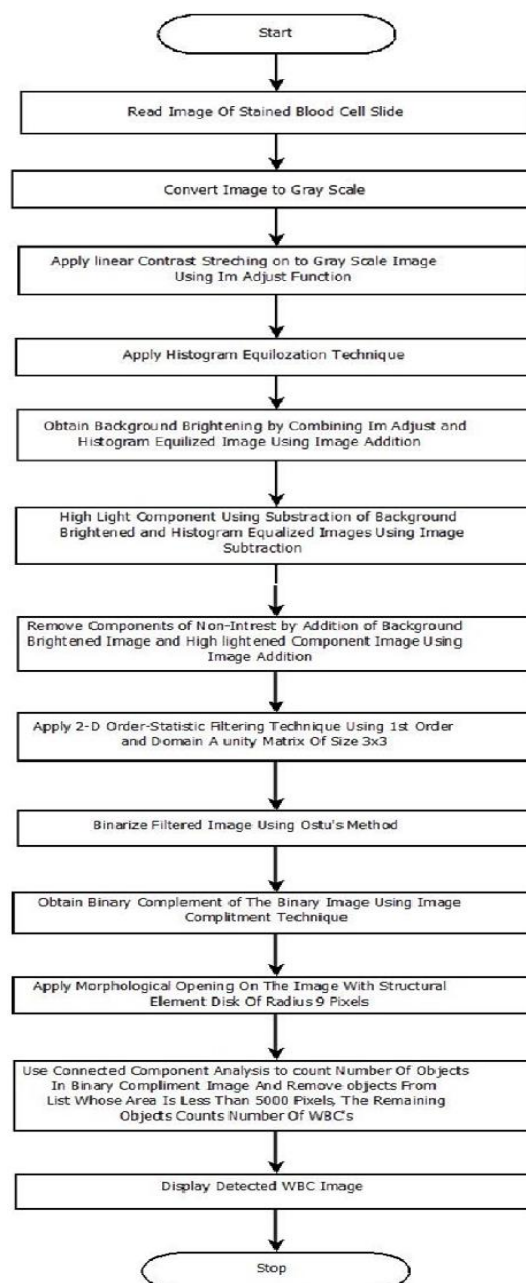 Start
Read Image Of Stained Blood Cell Slide
Convert Image to Gray Scale
Apply linear Contrast Streching on to Gray Scale Image
Using Im Adjust Function
Apply Histogram Equilozation Technique
Obtain Background Brightening by Combining Im Adjust and
Histogram Equilized Image Using Image Addition
High Light Component Using Substraction of Background
Brightened and Histogram Equalized Images Using Image
Subtraction
Remove Components of Non-Intrest by Addition of Background
Brightened Image and High lightened Component Image Using
Image Addition
Apply 2-D Order-Statistic Filtering Technique Using 1st Order
and Domain A unity Matrix Of Size 3x3
Binarize Filtered Image Using Ostu's Method
Obtain Binary Complement of The Binary Image Using Image
Complitment Technique
Apply Morphological Opening On The Image With Structural
Element Disk Of Radius 9 Pixels
Use Connected Component Analysis to count Number Of Objects
In Binary Compliment Image And Remove objects From
List Whose Area Is Less Than 5000 Pixels, The Remaining
Objects Counts Number Of WBC's
Display Detected WBC Image
Stop